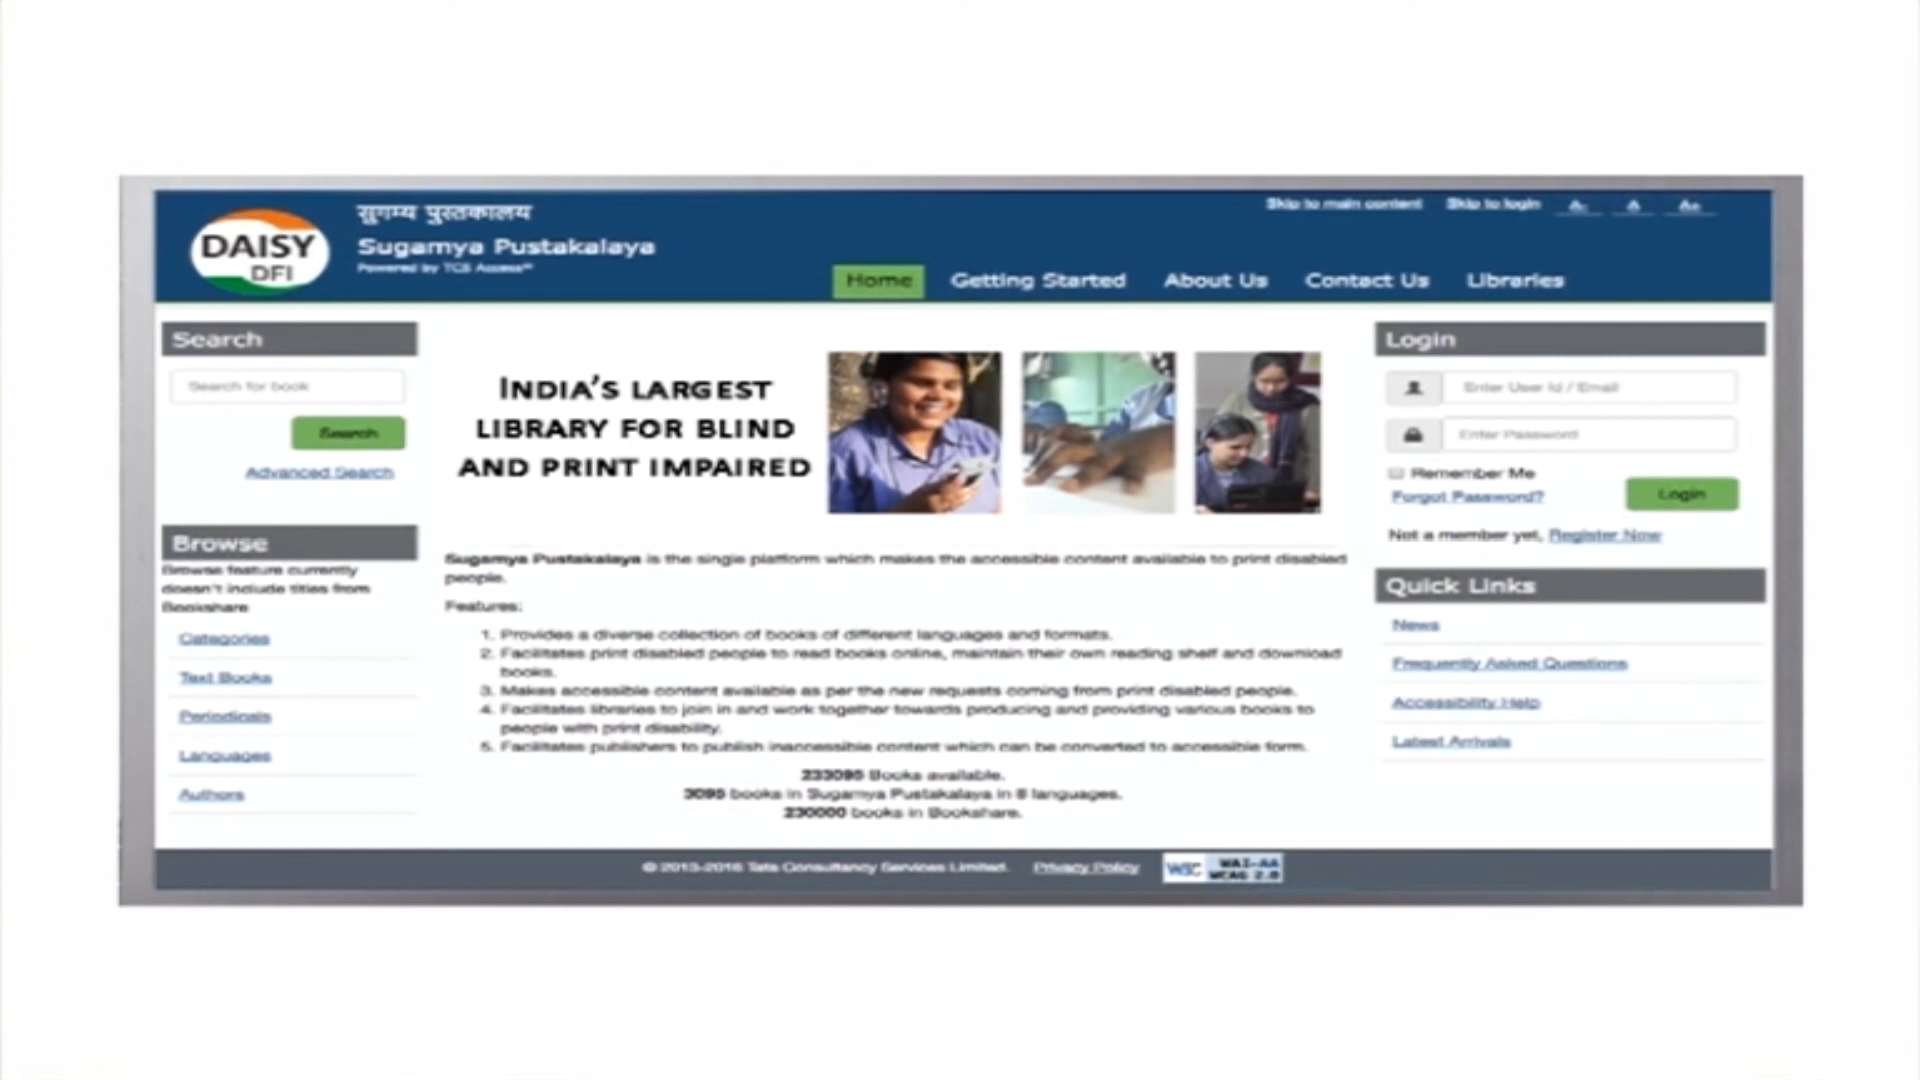 सुगम्य पुस्तकालय
Sugamya Pustakalaya
Powered by TCS Access℠
DAISY
DFI
Skip to main content
Skip to login
A-
A
A+
Home
Getting Started
About Us
Contact Us
Libraries
Search
Search for book
Search
Advanced Search
Browse
Browse feature currently
doesn't include titles from
Bookshare
Categories
Text Books
Periodicals
Languages
Authors
INDIA'S LARGEST
LIBRARY FOR BLIND
AND PRINT IMPAIRED
Sugamya Pustakalaya is the single platform which makes the accessible content available to print disabled
people.
Features:
1. Provides a diverse collection of books of different languages and formats.
2. Facilitates print disabled people to read books online, maintain their own reading shelf and download
books.
3. Makes accessible content available as per the new requests coming from print disabled people.
4. Facilitates libraries to join in and work together towards producing and providing various books to
people with print disability.
5. Facilitates publishers to publish inaccessible content which can be converted to accessible form.
233095 Books available.
3095 books in Sugamya Pustakalaya in 8 languages.
230000 books in Bookshare.
Login
Enter User Id / Email
Enter Password
Remember Me
Forgot Password?
Login
Not a member yet, Register Now
Quick Links
News
Frequently Asked Questions
Accessibility Help
Latest Arrivals
© 2013-2016 Tata Consultancy Services Limited.
Privacy Policy
W3C WAI-AA
WCAG 2.0